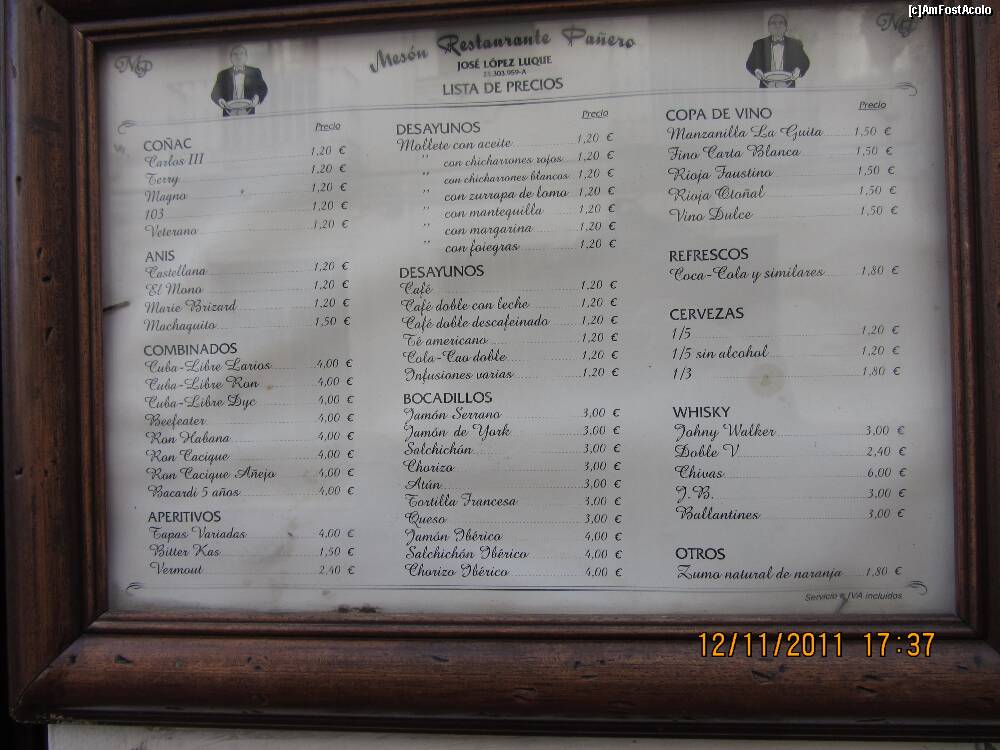 [c]AmFostAcolo
Mesón Restaurante Pañero
JOSÉ LÓPEZ LUQUE
LISTA DE PRECIOS
Precio
COÑAC
Carlos III 1,20 €
Terry 1,20 €
Magno 1,20 €
103 1,20 €
Veterano 1,20 €
ANIS
Castellana 1,20 €
El Mono 1,20 €
Marie Brizard 1,20 €
Machaquito 1,50 €
COMBINADOS
Cuba-Libre Larios 4,00 €
Cuba-Libre Ron 4,00 €
Cuba-Libre Dyc 4,00 €
Beefeater 4,00 €
Ron Habana 4,00 €
Ron Cacique 4,00 €
Ron Cacique Añejo 4,00 €
Bacardi 5 años 4,00 €
APERITIVOS
Tapas Variadas 4,00 €
Bitter Kas 1,50 €
Vermout 2,40 €
Precio
DESAYUNOS
Mollete con aceite 1,20 €
" con chicharrones rojos 1,20 €
" con chicharrones blancos 1,20 €
" con zurrapa de lomo 1,20 €
" con mantequilla 1,20 €
" con margarina 1,20 €
" con foiegras 1,20 €
DESAYUNOS
Café 1,20 €
Café doble con leche 1,20 €
Café doble descafeinado 1,20 €
Té americano 1,20 €
Cola-Cao doble 1,20 €
Infusiones varias 1,20 €
BOCADILLOS
Jamón Serrano 3,00 €
Jamón de York 3,00 €
Salchichón 3,00 €
Chorizo 3,00 €
Atún 3,00 €
Tortilla Francesa 3,00 €
Queso 3,00 €
Jamón Ibérico 4,00 €
Salchichón Ibérico 4,00 €
Chorizo Ibérico 4,00 €
Precio
COPA DE VINO
Manzanilla La Guita 1,50 €
Fino Carta Blanca 1,50 €
Rioja Faustino 1,50 €
Rioja Otoñal 1,50 €
Vino Dulce 1,50 €
REFRESCOS
Coca-Cola y similares 1,80 €
CERVEZAS
1/5 1,20 €
1/5 sin alcohol 1,20 €
1/3 1,80 €
WHISKY
Johny Walker 3,00 €
Doble V 2,40 €
Chivas 6,00 €
J.B. 3,00 €
Ballantines 3,00 €
OTROS
Zumo natural de naranja 1,80 €
Servicio e IVA incluidos
12/11/2011 17:37